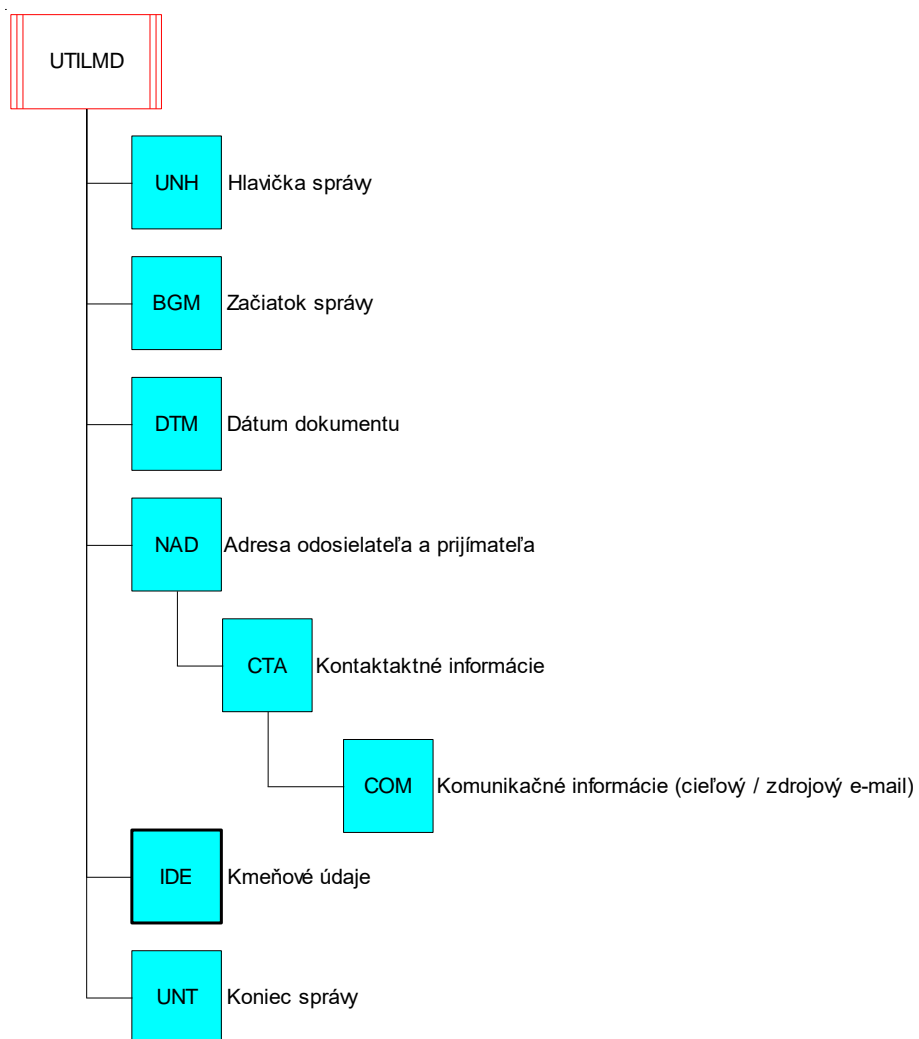 UTILMD
UNH Hlavička správy
BGM Začiatok správy
DTM Dátum dokumentu
NAD Adresa odosielateľa a prijímateľa
CTA Kontaktaktné informácie
COM Komunikačné informácie (cieľový / zdrojový e-mail)
IDE Kmeňové údaje
UNT Koniec správy